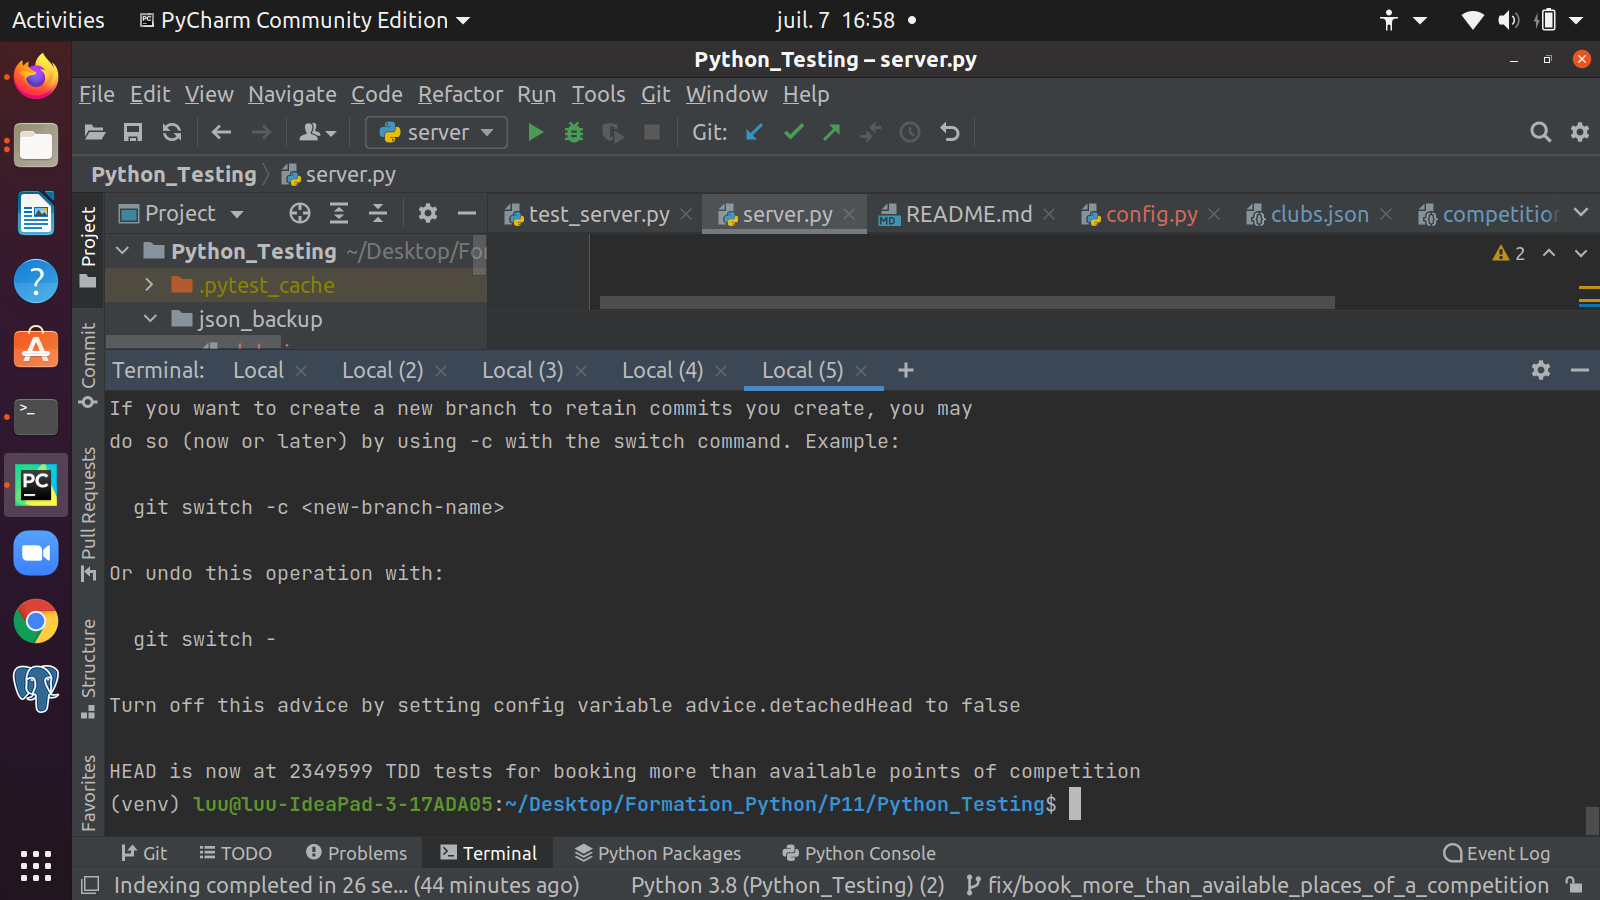 Activities PyCharm Community Edition juil. 7 16:58
Python_Testing – server.py
File Edit View Navigate Code Refactor Run Tools Git Window Help
server Git:
Python_Testing server.py
Project test_server.py server.py README.md config.py clubs.json competition
Python_Testing ~/Desktop/For 2
.pytest_cache
json_backup
Project
Commit
Pull Requests
Structure
Favorites
Terminal: Local Local (2) Local (3) Local (4) Local (5) +
If you want to create a new branch to retain commits you create, you may
do so (now or later) by using -c with the switch command. Example:
git switch -c <new-branch-name>
Or undo this operation with:
git switch -
Turn off this advice by setting config variable advice.detachedHead to false
HEAD is now at 2349599 TDD tests for booking more than available points of competition
(venv) luu@luu-IdeaPad-3-17ADA05:~/Desktop/Formation_Python/P11/Python_Testing$
Git TODO Problems Terminal Python Packages Python Console Event Log
Indexing completed in 26 se... (44 minutes ago) Python 3.8 (Python_Testing) (2) fix/book_more_than_available_places_of_a_competition